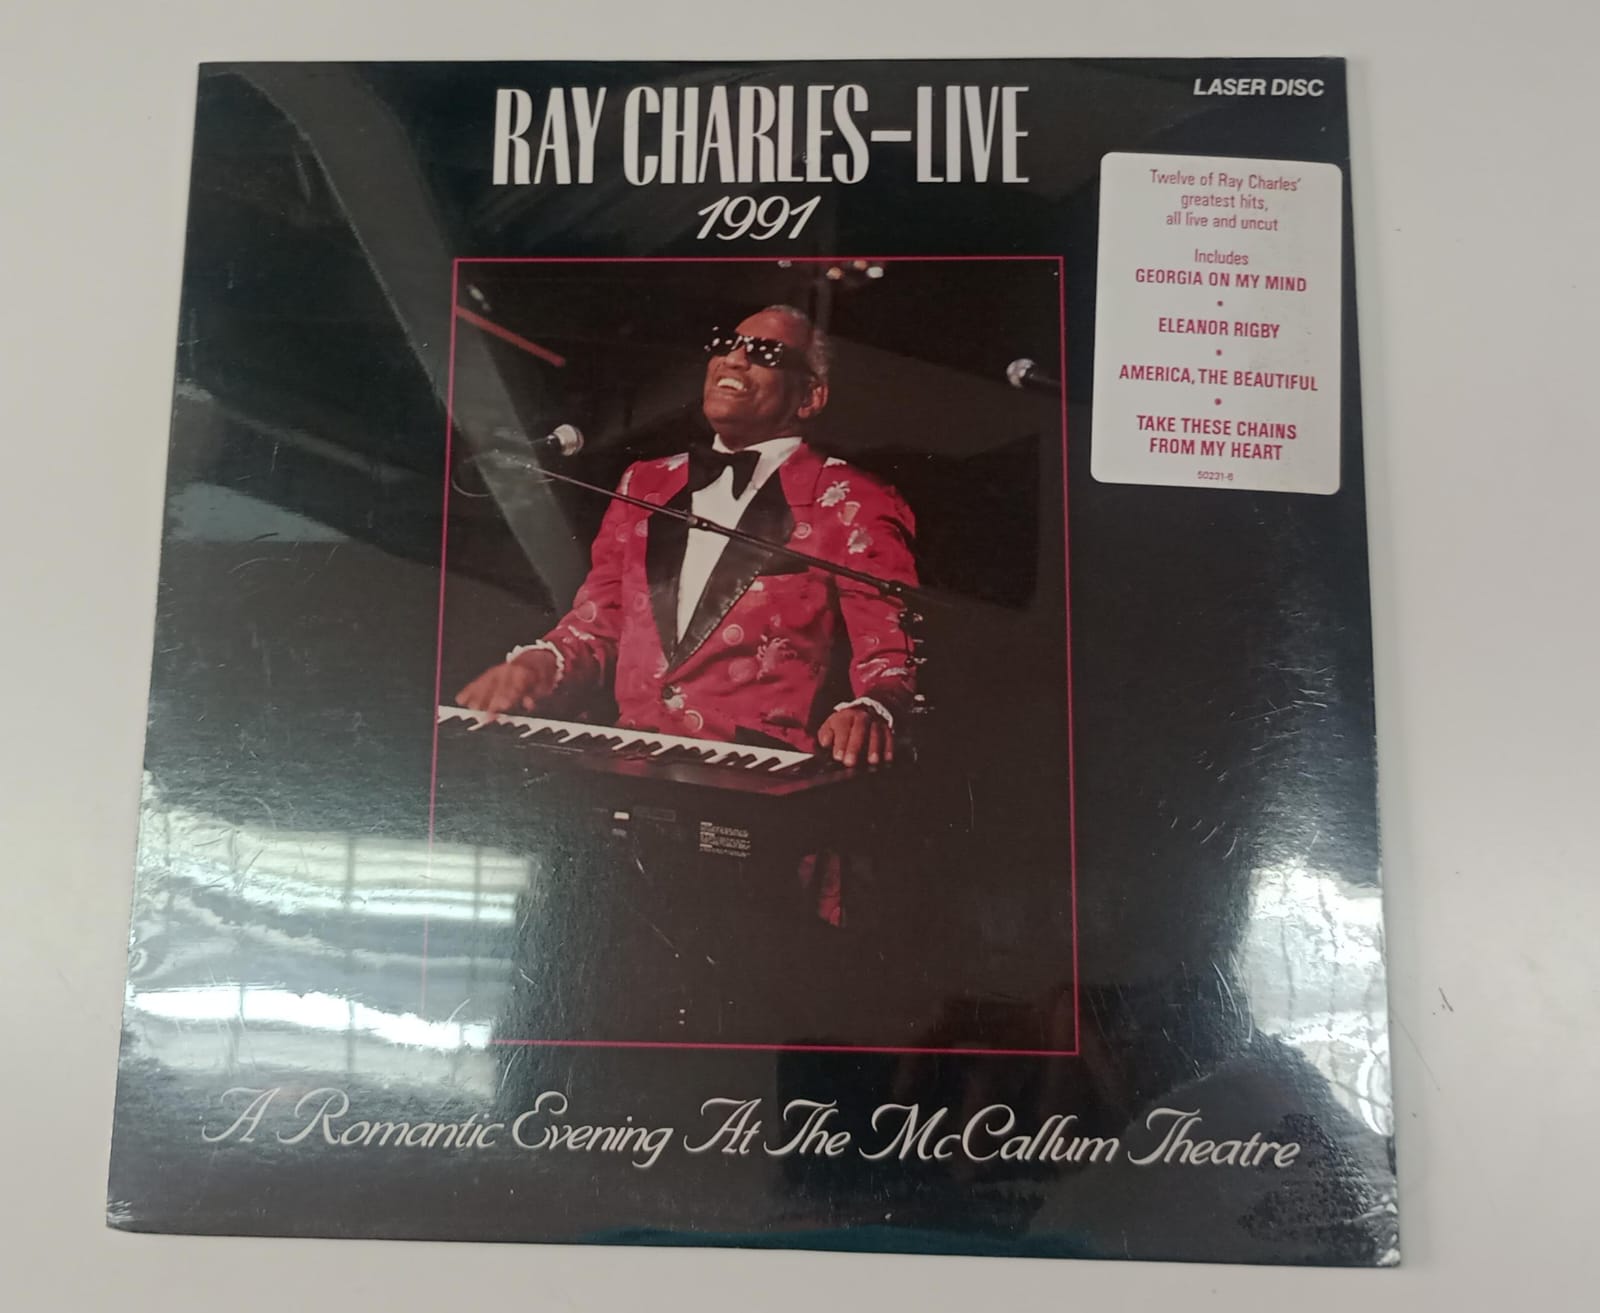 LASER DISC
RAY CHARLES–LIVE
1991
Twelve of Ray Charles'
greatest hits,
all live and uncut
Includes
GEORGIA ON MY MIND
•
ELEANOR RIGBY
•
AMERICA, THE BEAUTIFUL
•
TAKE THESE CHAINS
FROM MY HEART
50231-6
A Romantic Evening At The McCallum Theatre